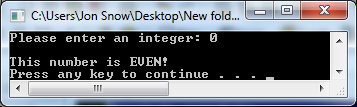 C:\Users\Jon Snow\Desktop\New fold...
Please enter an integer: 0
This number is EVEN!
Press any key to continue . . .